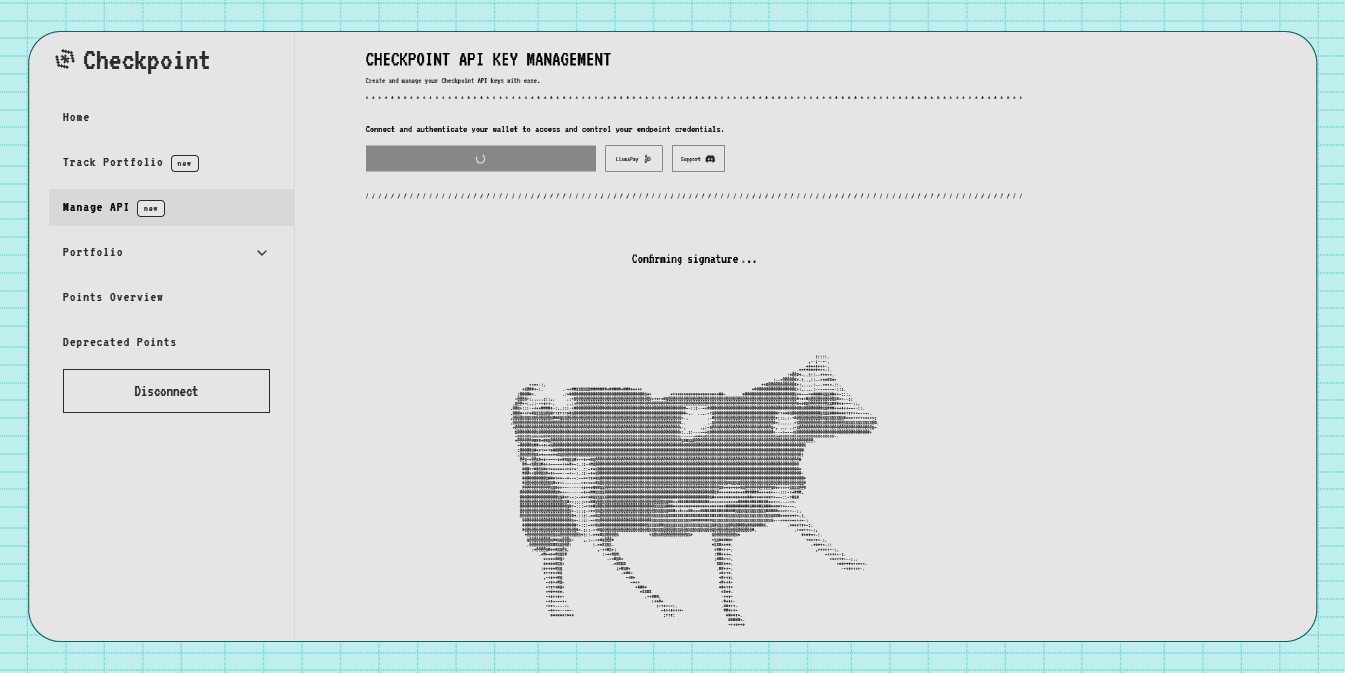 Checkpoint
Home
Track Portfolio new
Manage API new
Portfolio
Points Overview
Deprecated Points
Disconnect
CHECKPOINT API KEY MANAGEMENT
Create and manage your Checkpoint API keys with ease.
Connect and authenticate your wallet to access and control your endpoint credentials.
LlamaPay
Support
Confirming signature...